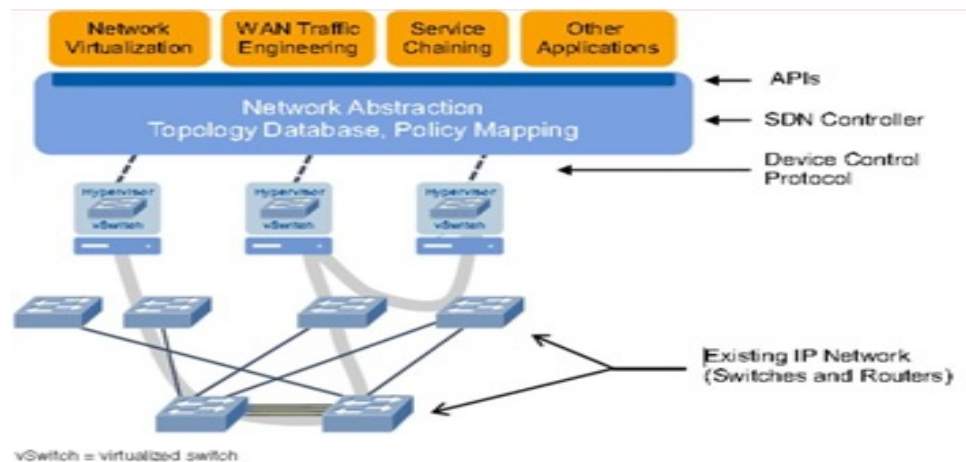 Network
Virtualization
WAN Traffic
Engineering
Service
Chaining
Other
Applications
APIs
Network Abstraction
Topology Database, Policy Mapping
SDN Controller
Device Control
Protocol
Hypervisor
vSwitch
Hypervisor
vSwitch
Hypervisor
vSwitch
Existing IP Network
(Switches and Routers)
vSwitch = virtualized switch